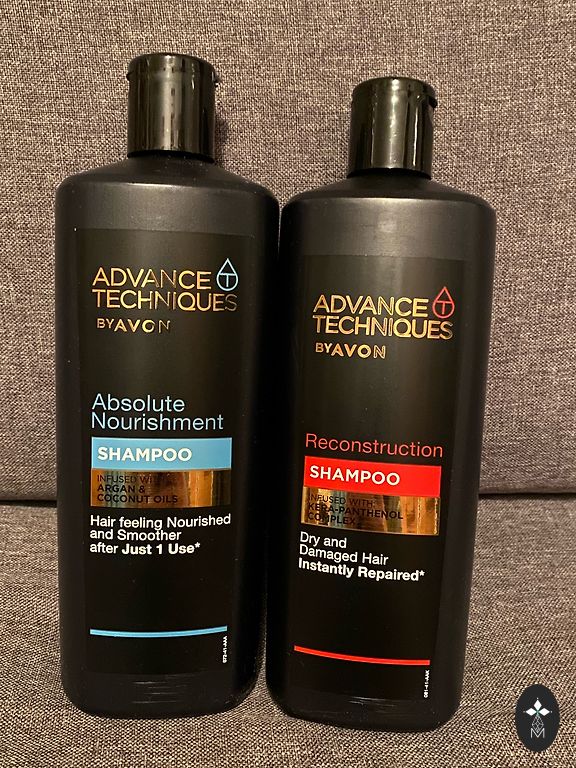 ADVANCE
TECHNIQUES
BY AVON
Absolute
Nourishment
SHAMPOO
INFUSED WITH
ARGAN &
COCONUT OILS
Hair feeling Nourished
and Smoother
after Just 1 Use*
ADVANCE
TECHNIQUES
BY AVON
Reconstruction
SHAMPOO
INFUSED WITH
KERA-PANTHENOL
COMPLEX
Dry and
Damaged Hair
Instantly Repaired*